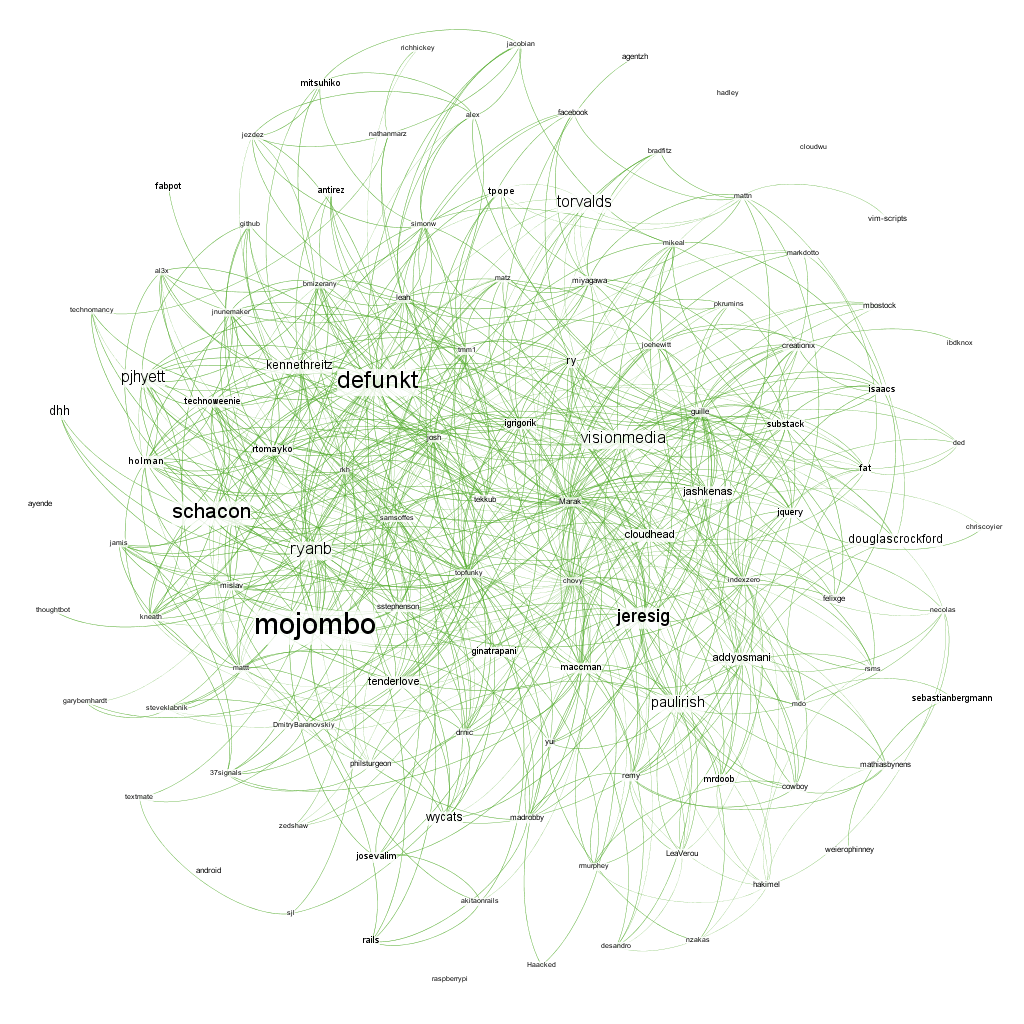 richhickey
jacobian
agentzh
mitsuhiko
hadley
alex
facebook
jezdez
nathanmarz
cloudwu
bradfitz
fabpot
antirez
tpope
torvalds
mattn
vim-scripts
github
simonw
mikeal
markdotto
al3x
bmizerany
matz
miyagawa
leah
technomancy
jnunemaker
pkrumins
mbostock
tmm1
joehewitt
creationix
ibdknox
ry
kennethreitz
pjhyett
defunkt
isaacs
technoweenie
dhh
guille
igrigorik
substack
josh
visionmedia
ded
rtomayko
holman
rkh
fat
jashkenas
tekkub
Marak
ayende
schacon
jquery
samsoffes
chriscoyier
cloudhead
douglascrockford
jamis
ryanb
topfunky
chovy
indexzero
mislav
felixge
thoughtbot
kneath
sstephenson
necolas
mojombo
jeresig
ginatrapani
addyosmani
mattt
maccman
rsms
tenderlove
garybernhardt
steveklabnik
paulirish
mdo
sebastianbergmann
DmitryBaranovskiy
drnic
yui
37signals
philsturgeon
remy
mrdoob
cowboy
mathiasbynens
textmate
zedshaw
wycats
madrobby
josevalim
LeaVerou
weierophinney
android
rmurphey
hakimel
sjl
akitaonrails
rails
desandro
nzakas
Haacked
raspberrypi